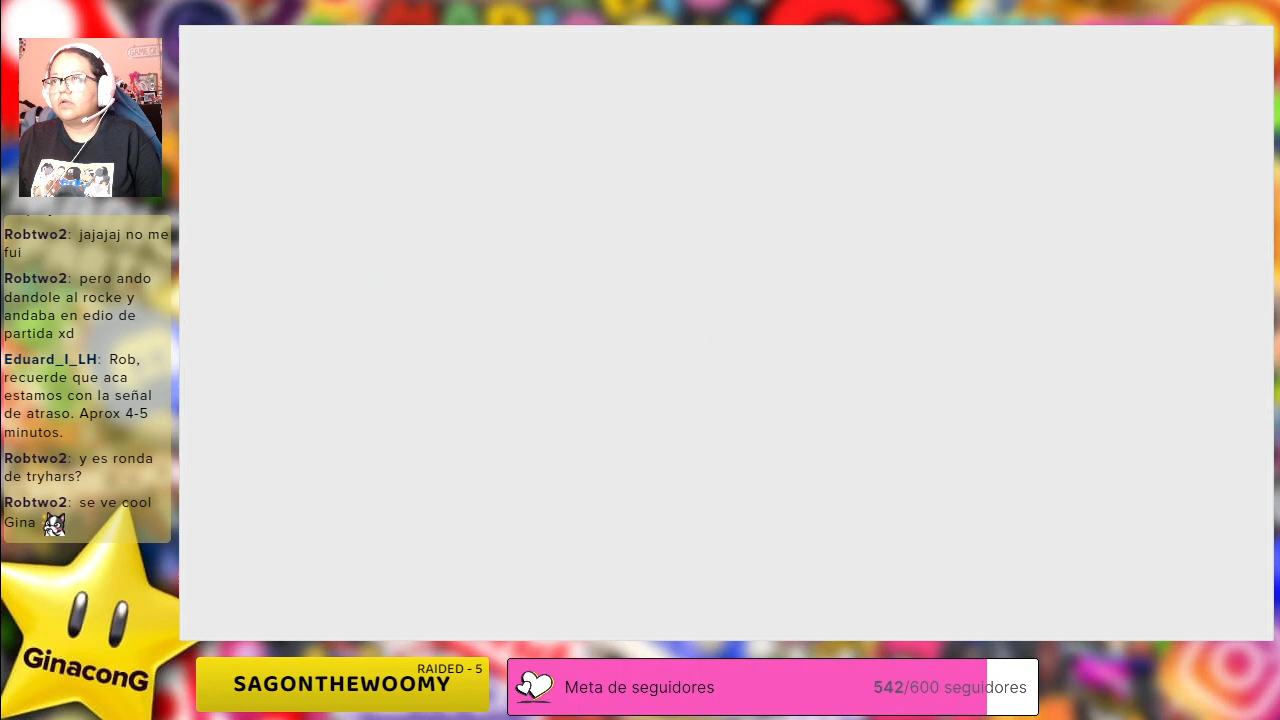 Robtwo2: jajajaj no me
fui
Robtwo2: pero ando
dandole al rocke y
andaba en edio de
partida xd
Eduard_I_LH: Rob,
recuerde que aca
estamos con la señal
de atraso. Aprox 4-5
minutos.
Robtwo2: y es ronda
de tryhars?
Robtwo2: se ve cool
Gina
GinaconG
RAIDED - 5
SAGONTHEWOOMY
Meta de seguidores
542/600 seguidores